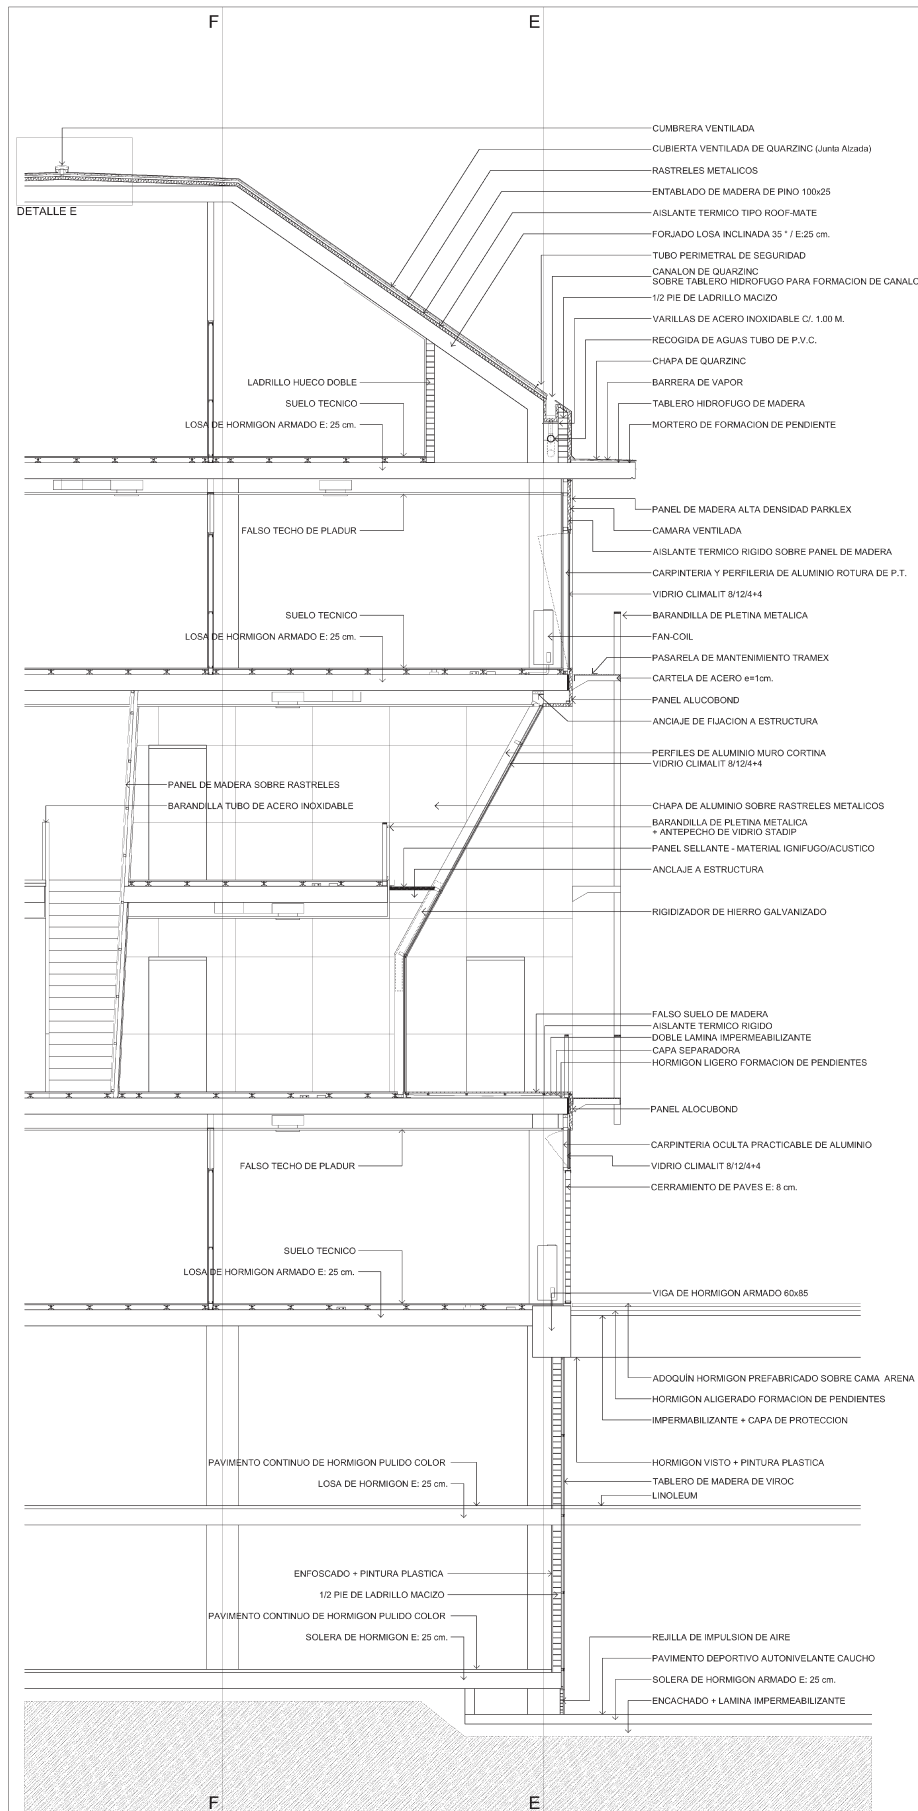 F
E
CUMBRERA VENTILADA
CUBIERTA VENTILADA DE QUARZINC (Junta Alzada)
RASTRELES METALICOS
ENTABLADO DE MADERA DE PINO 100x25
DETALLE E
AISLANTE TERMICO TIPO ROOF-MATE
FORJADO LOSA INCLINADA 35 º / E:25 cm.
TUBO PERIMETRAL DE SEGURIDAD
CANALON DE QUARZINC
SOBRE TABLERO HIDROFUGO PARA FORMACION DE CANALO
1/2 PIE DE LADRILLO MACIZO
VARILLAS DE ACERO INOXIDABLE C/. 1.00 M.
RECOGIDA DE AGUAS TUBO DE P.V.C.
CHAPA DE QUARZINC
LADRILLO HUECO DOBLE
BARRERA DE VAPOR
SUELO TECNICO
TABLERO HIDROFUGO DE MADERA
LOSA DE HORMIGON ARMADO E: 25 cm.
MORTERO DE FORMACION DE PENDIENTE
PANEL DE MADERA ALTA DENSIDAD PARKLEX
FALSO TECHO DE PLADUR
CAMARA VENTILADA
AISLANTE TERMICO RIGIDO SOBRE PANEL DE MADERA
CARPINTERIA Y PERFILERIA DE ALUMINIO ROTURA DE P.T.
VIDRIO CLIMALIT 8/12/4+4
SUELO TECNICO
BARANDILLA DE PLETINA METALICA
LOSA DE HORMIGON ARMADO E: 25 cm.
FAN-COIL
PASARELA DE MANTENIMIENTO TRAMEX
CARTELA DE ACERO e=1cm.
PANEL ALUCOBOND
ANCIAJE DE FIJACION A ESTRUCTURA
PERFILES DE ALUMINIO MURO CORTINA
VIDRIO CLIMALIT 8/12/4+4
PANEL DE MADERA SOBRE RASTRELES
BARANDILLA TUBO DE ACERO INOXIDABLE
CHAPA DE ALUMINIO SOBRE RASTRELES METALICOS
BARANDILLA DE PLETINA METALICA
+ ANTEPECHO DE VIDRIO STADIP
PANEL SELLANTE - MATERIAL IGNIFUGO/ACUSTICO
ANCLAJE A ESTRUCTURA
RIGIDIZADOR DE HIERRO GALVANIZADO
FALSO SUELO DE MADERA
AISLANTE TERMICO RIGIDO
DOBLE LAMINA IMPERMEABILIZANTE
CAPA SEPARADORA
HORMIGON LIGERO FORMACION DE PENDIENTES
PANEL ALOCUBOND
CARPINTERIA OCULTA PRACTICABLE DE ALUMINIO
FALSO TECHO DE PLADUR
VIDRIO CLIMALIT 8/12/4+4
CERRAMIENTO DE PAVES E: 8 cm.
SUELO TECNICO
LOSA DE HORMIGON ARMADO E: 25 cm.
VIGA DE HORMIGON ARMADO 60x85
ADOQUÍN HORMIGON PREFABRICADO SOBRE CAMA ARENA
HORMIGON ALIGERADO FORMACION DE PENDIENTES
IMPERMABILIZANTE + CAPA DE PROTECCION
PAVIMENTO CONTINUO DE HORMIGON PULIDO COLOR
HORMIGON VISTO + PINTURA PLASTICA
LOSA DE HORMIGON E: 25 cm.
TABLERO DE MADERA DE VIROC
LINOLEUM
ENFOSCADO + PINTURA PLASTICA
1/2 PIE DE LADRILLO MACIZO
PAVIMENTO CONTINUO DE HORMIGON PULIDO COLOR
SOLERA DE HORMIGON E: 25 cm.
REJILLA DE IMPULSION DE AIRE
PAVIMENTO DEPORTIVO AUTONIVELANTE CAUCHO
SOLERA DE HORMIGON ARMADO E: 25 cm.
ENCACHADO + LAMINA IMPERMEABILIZANTE
F
E